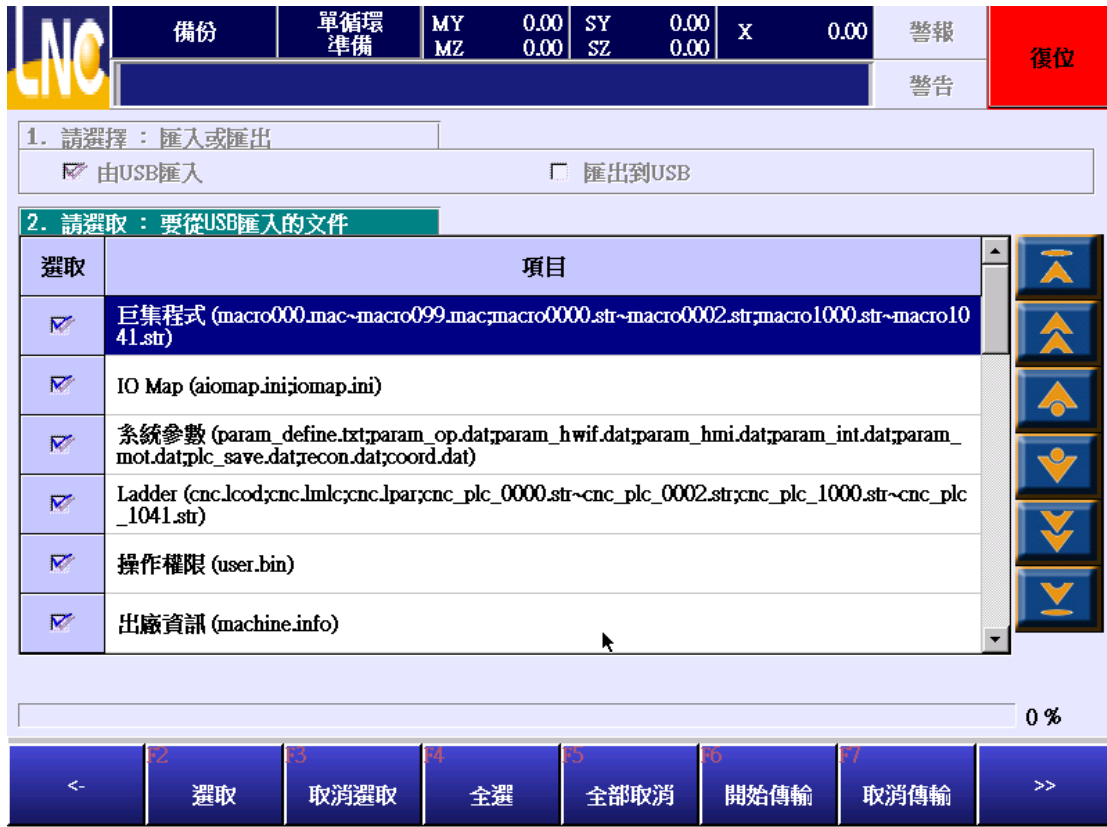 LNC
備份
單循環
準備
MY 0.00
MZ 0.00
SY 0.00
SZ 0.00
X 0.00
警報
警告
復位
1. 請選擇 : 匯入或匯出
由USB匯入
匯出到USB
2. 請選取 : 要從USB匯入的文件
選取
項目
巨集程式 (macro000.mac~macro099.mac;macro0000.str~macro0002.str;macro1000.str~macro10
41.str)
IO Map (aiomap.ini;iomap.ini)
系統參數 (param_define.txt;param_op.dat;param_hwif.dat;param_hmi.dat;param_int.dat;param_
mot.dat;plc_save.dat;recon.dat;coord.dat)
Ladder (cnc.lcod;cnc.lmlc;cnc.lpar;cnc_plc_0000.str~cnc_plc_0002.str;cnc_plc_1000.str~cnc_plc
_1041.str)
操作權限 (user.bin)
出廠資訊 (machine.info)
0 %
<-
F2
選取
F3
取消選取
F4
全選
F5
全部取消
F6
開始傳輸
F7
取消傳輸
>>